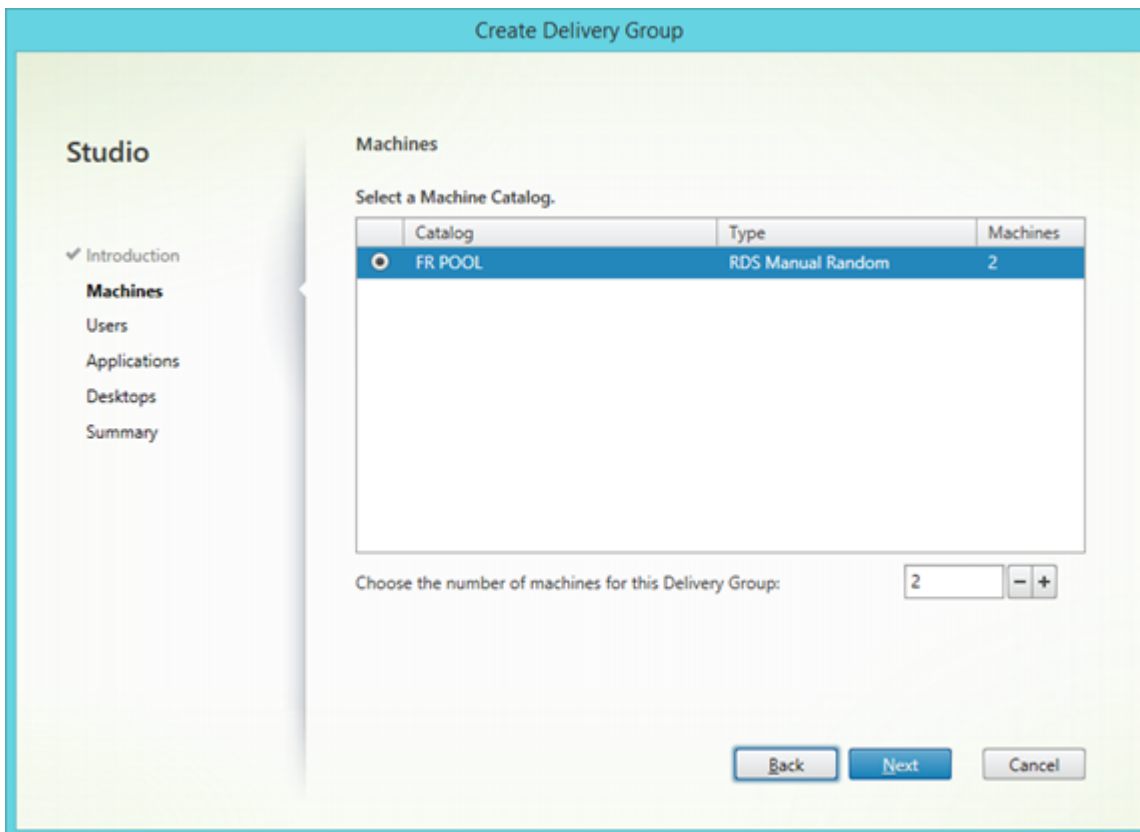 Create Delivery Group
Studio
Introduction
Machines
Users
Applications
Desktops
Summary
Machines
Select a Machine Catalog.
Catalog Type Machines
FR POOL RDS Manual Random 2
Choose the number of machines for this Delivery Group: 2 - +
Back Next Cancel